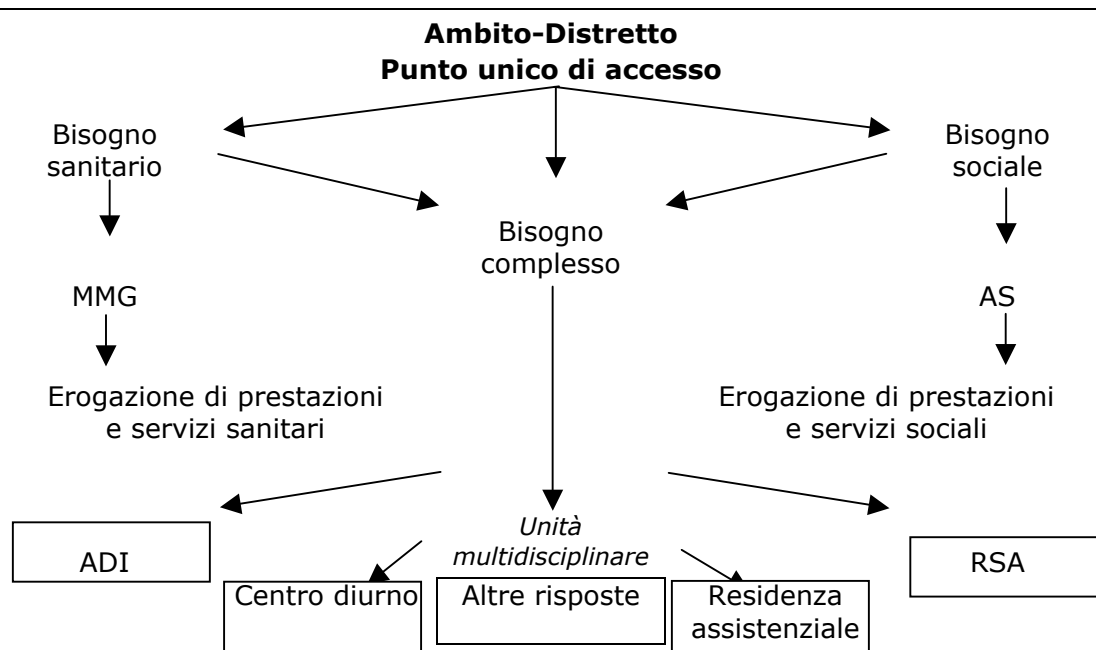 Ambito-Distretto
Punto unico di accesso
Bisogno
sanitario
Bisogno
sociale
Bisogno
complesso
MMG
AS
Erogazione di prestazioni
e servizi sanitari
Erogazione di prestazioni
e servizi sociali
Unità
multidisciplinare
ADI
RSA
Centro diurno
Altre risposte
Residenza
assistenziale